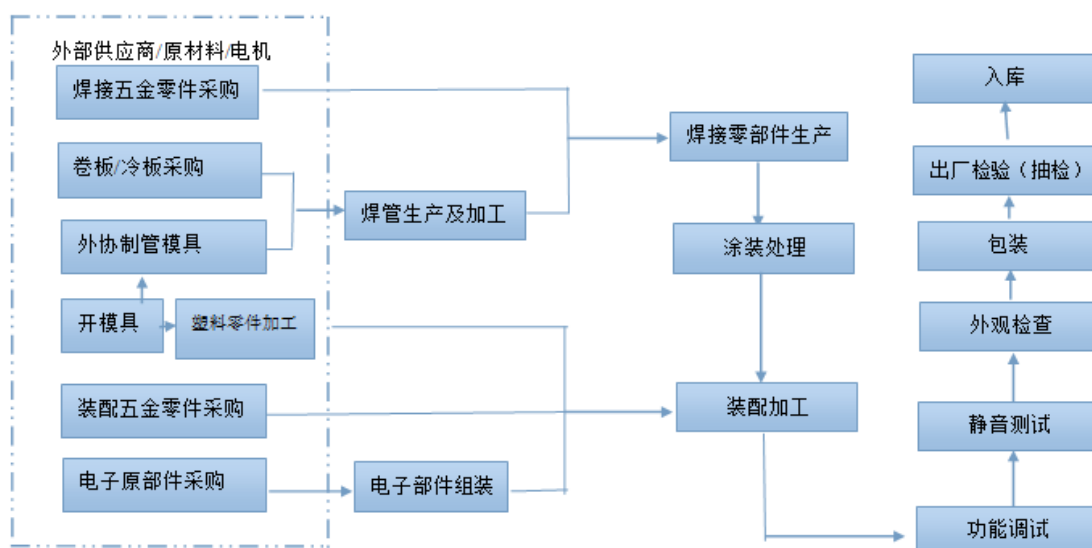 外部供应商/原材料/电机
焊接五金零件采购
卷板/冷板采购
外协制管模具
开模具
塑料零件加工
装配五金零件采购
电子原部件采购
焊管生产及加工
电子部件组装
焊接零部件生产
涂装处理
装配加工
入库
出厂检验（抽检）
包装
外观检查
静音测试
功能调试